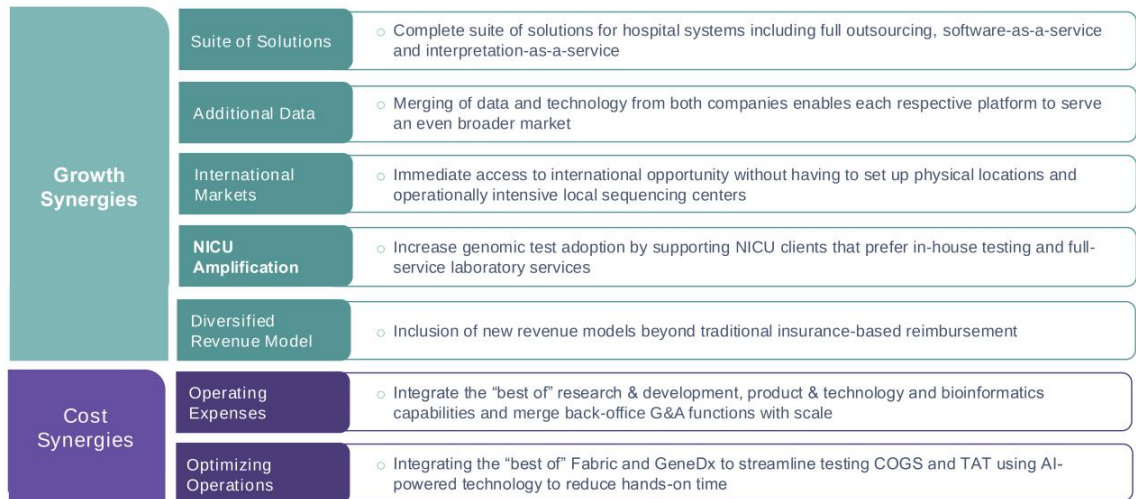 Growth
Synergies
Suite of Solutions
○ Complete suite of solutions for hospital systems including full outsourcing, software-as-a-service
and interpretation-as-a-service
Additional Data
○ Merging of data and technology from both companies enables each respective platform to serve
an even broader market
International
Markets
○ Immediate access to international opportunity without having to set up physical locations and
operationally intensive local sequencing centers
NICU
Amplification
○ Increase genomic test adoption by supporting NICU clients that prefer in-house testing and full-
service laboratory services
Diversified
Revenue Model
○ Inclusion of new revenue models beyond traditional insurance-based reimbursement
Cost
Synergies
Operating
Expenses
○ Integrate the “best of” research & development, product & technology and bioinformatics
capabilities and merge back-office G&A functions with scale
Optimizing
Operations
○ Integrating the “best of” Fabric and GeneDx to streamline testing COGS and TAT using AI-
powered technology to reduce hands-on time